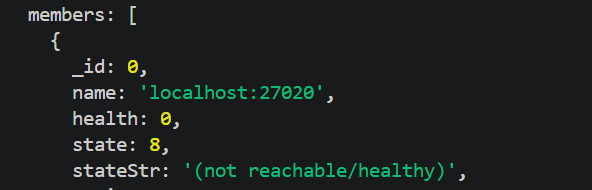 members: [
{
_id: 0,
name: 'localhost:27020',
health: 0,
state: 8,
stateStr: '(not reachable/healthy)',